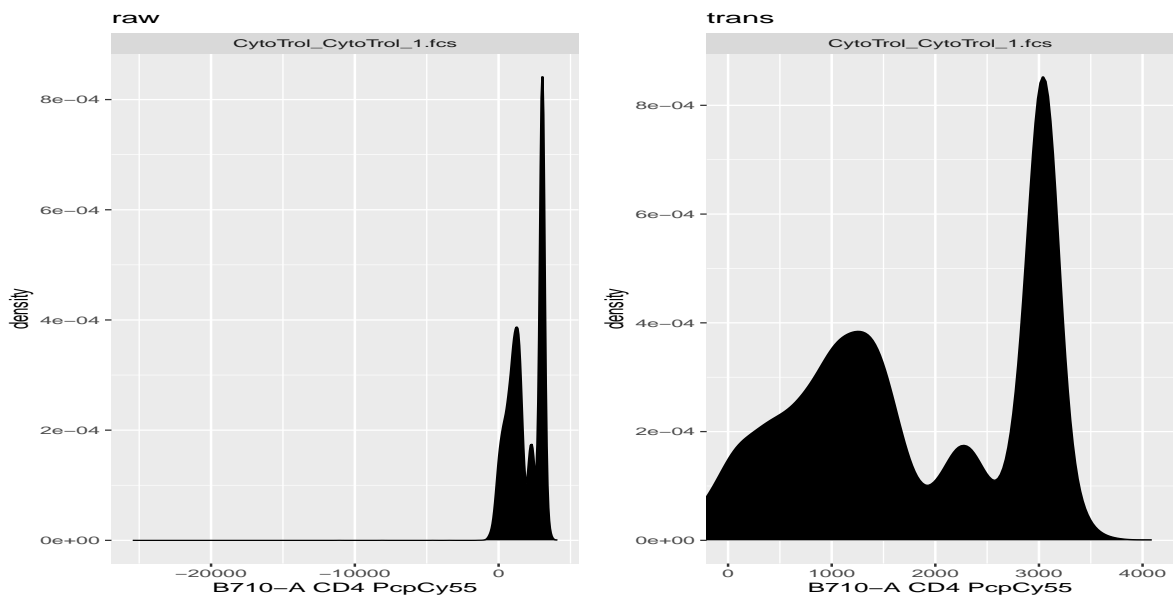 raw
CytoTrol_CytoTrol_1.fcs
8e−04
6e−04
4e−04
2e−04
0e+00
density
−20000 −10000 0
B710−A CD4 PcpCy55
trans
CytoTrol_CytoTrol_1.fcs
8e−04
6e−04
4e−04
2e−04
0e+00
density
0 1000 2000 3000 4000
B710−A CD4 PcpCy55